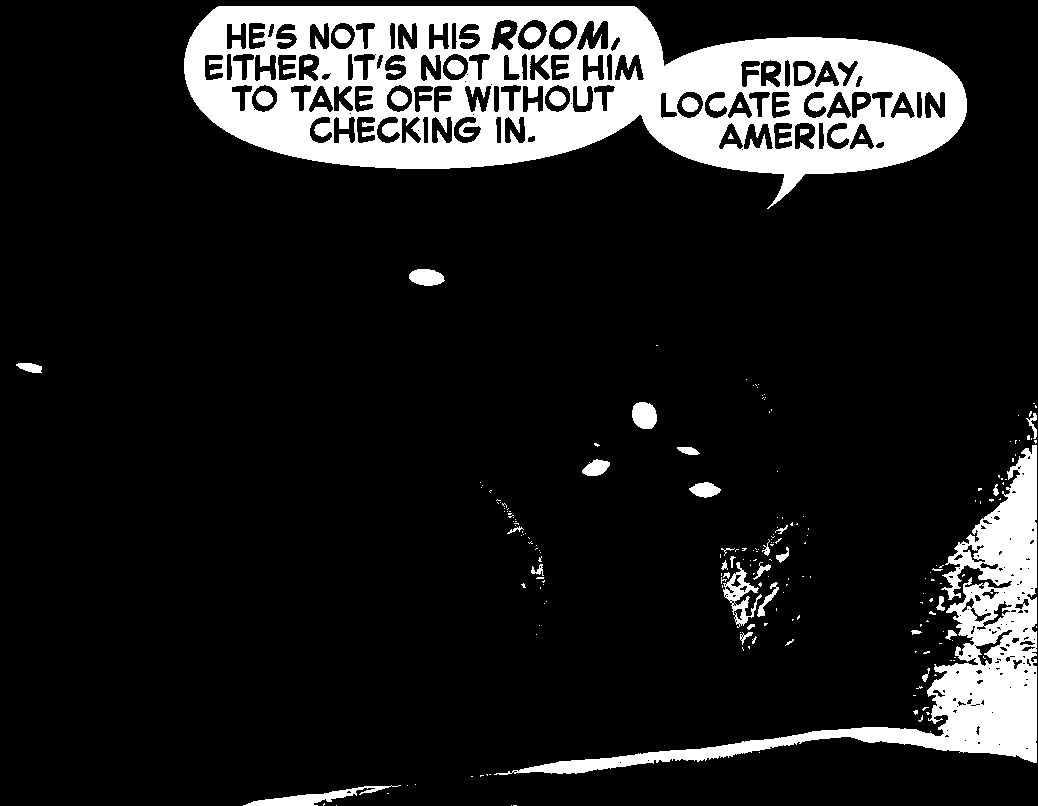 HE'S NOT IN HIS ROOM,
EITHER. IT'S NOT LIKE HIM
TO TAKE OFF WITHOUT
CHECKING IN.
FRIDAY,
LOCATE CAPTAIN
AMERICA.